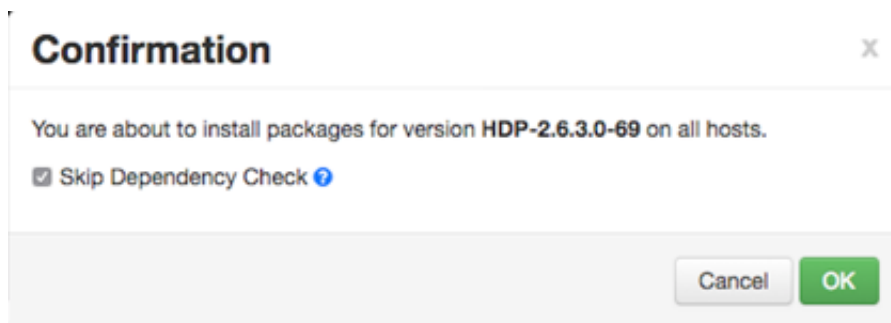 Confirmation
X
You are about to install packages for version HDP-2.6.3.0-69 on all hosts.
Skip Dependency Check ?
Cancel
OK